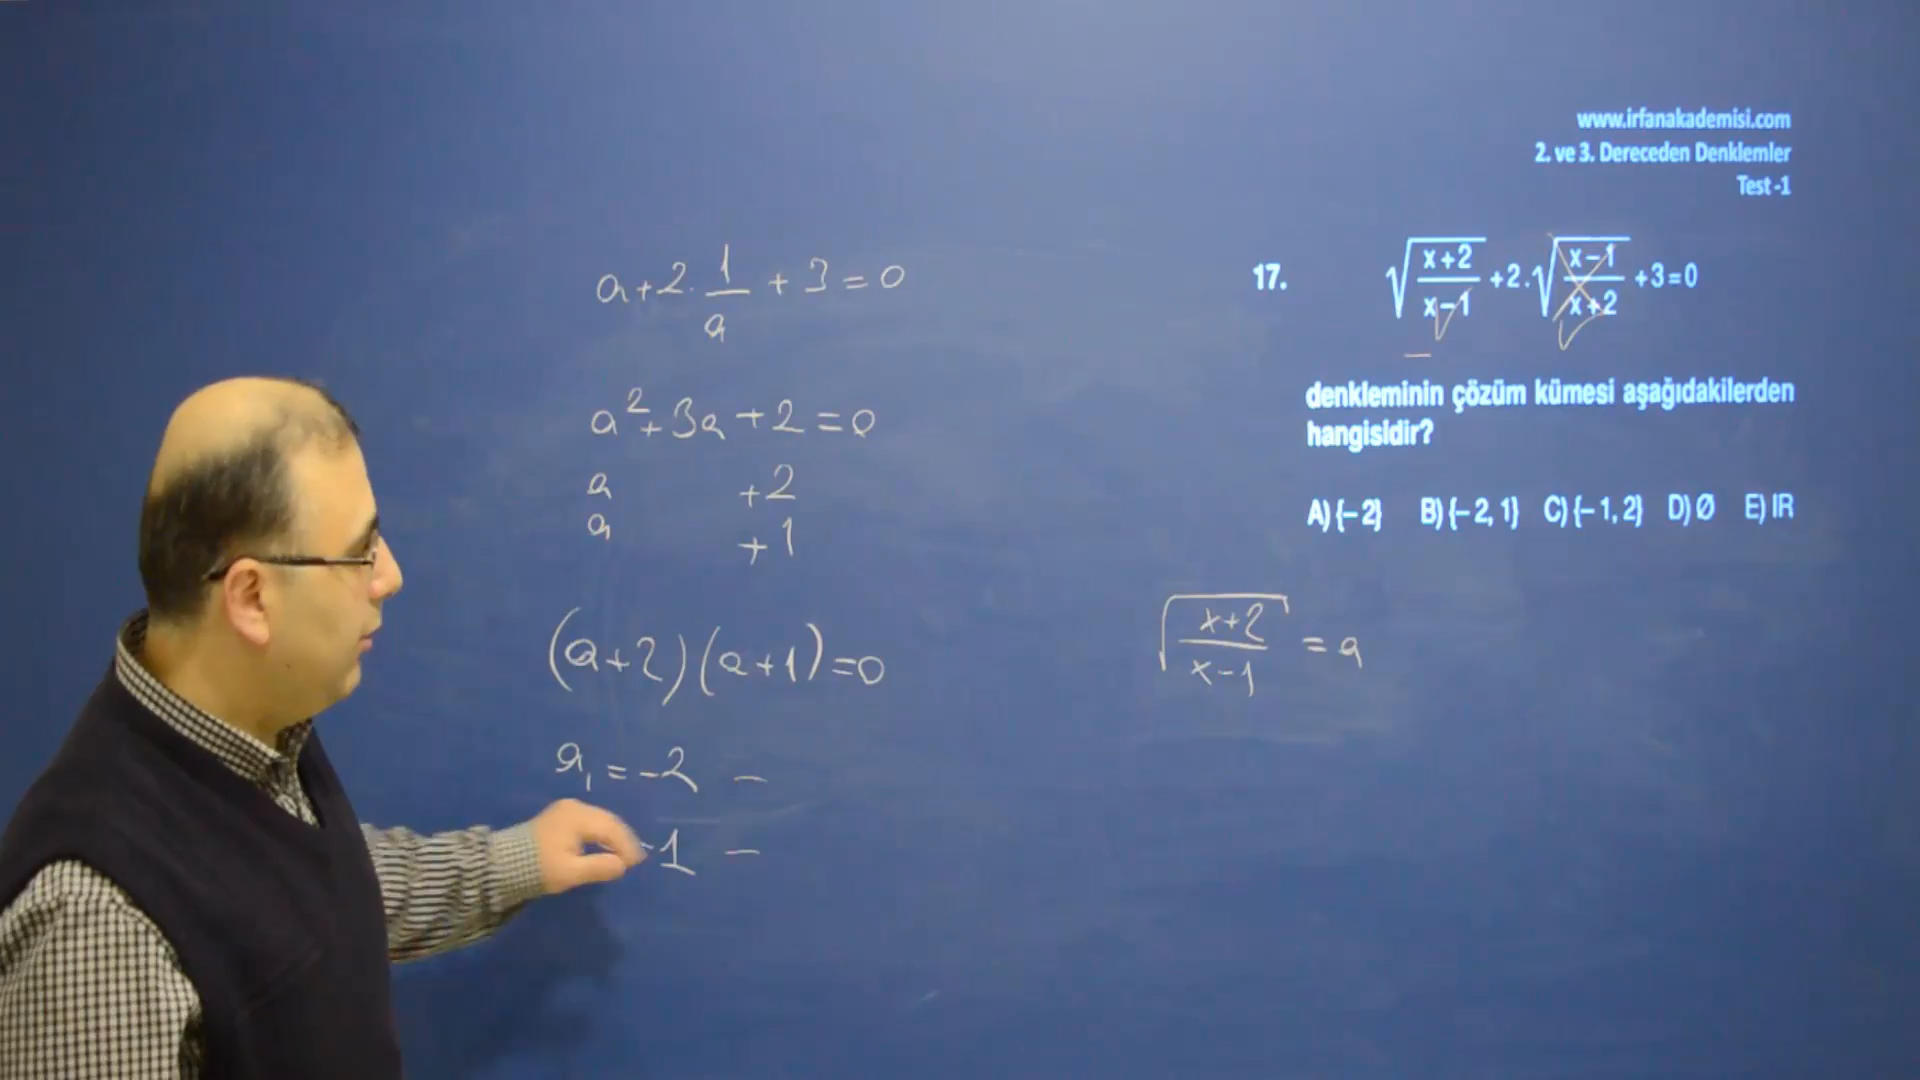 www.irfanakademisi.com
2. ve 3. Dereceden Denklemler
Test -1
17. √((x+2)/(x-1)) +2.√((x-1)/(x+2)) +3=0
denkleminin çözüm kümesi aşağıdakilerden
hangisidir?
A) {-2} B) {-2, 1} C) {-1, 2} D) Ø E) IR
a+2. 1/a + 3 = 0
a²+3a+2=0
a +2
a +1
(a+2)(a+1)=0
a₁=-2 -
-1 -
√((x+2)/(x-1)) = a